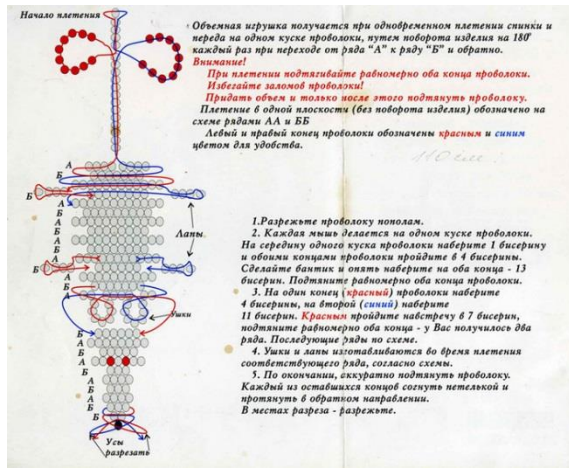 Начало плетения
Объемная игрушка получается при одновременном плетении спинки и
переда на одном куске проволоки, путем поворота изделия на 180°
каждый раз при переходе от ряда "А" к ряду "Б" и обратно.
Внимание!
При плетении подтягивайте равномерно оба конца проволоки.
Избегайте заломов проволоки!
Придать объем и только после этого подтянуть проволоку.
Плетение в одной плоскости (без поворота изделия) обозначено на
схеме рядами АА и ББ
Левый и правый конец проволоки обозначены красным и синим
цветом для удобства.
А
Б
Б
А
Б
А
Б
А
Б
А
Лапы
А
Б
А
Б
А
Б
Ушки
Б
А
Б
А
Б
А
А
Б
Б
Усы
разрезать
1.Разрежьте проволоку пополам.
2. Каждая мышь делается на одном куске проволоки.
На середину одного куска проволоки наберите 1 бисерину
и обоими концами проволоки пройдите в 4 бисерины.
Сделайте бантик и опять наберите на оба конца - 13
бисерин. Подтяните равномерно оба конца проволоки.
3. На один конец (красный) проволоки наберите
4 бисерины, на второй (синий) наберите
11 бисерин. Красным пройдите навстречу в 7 бисерин,
подтяните равномерно оба конца - у Вас получилось два
ряда. Последующие ряды по схеме.
4. Ушки и лапы изготавливаются во время плетения
соответствующего ряда, согласно схемы.
5. По окончании, аккуратно подтянуть проволоку.
Каждый из оставшихся концов согнуть петелькой и
протянуть в обратном направлении.
В местах разреза - разрежьте.